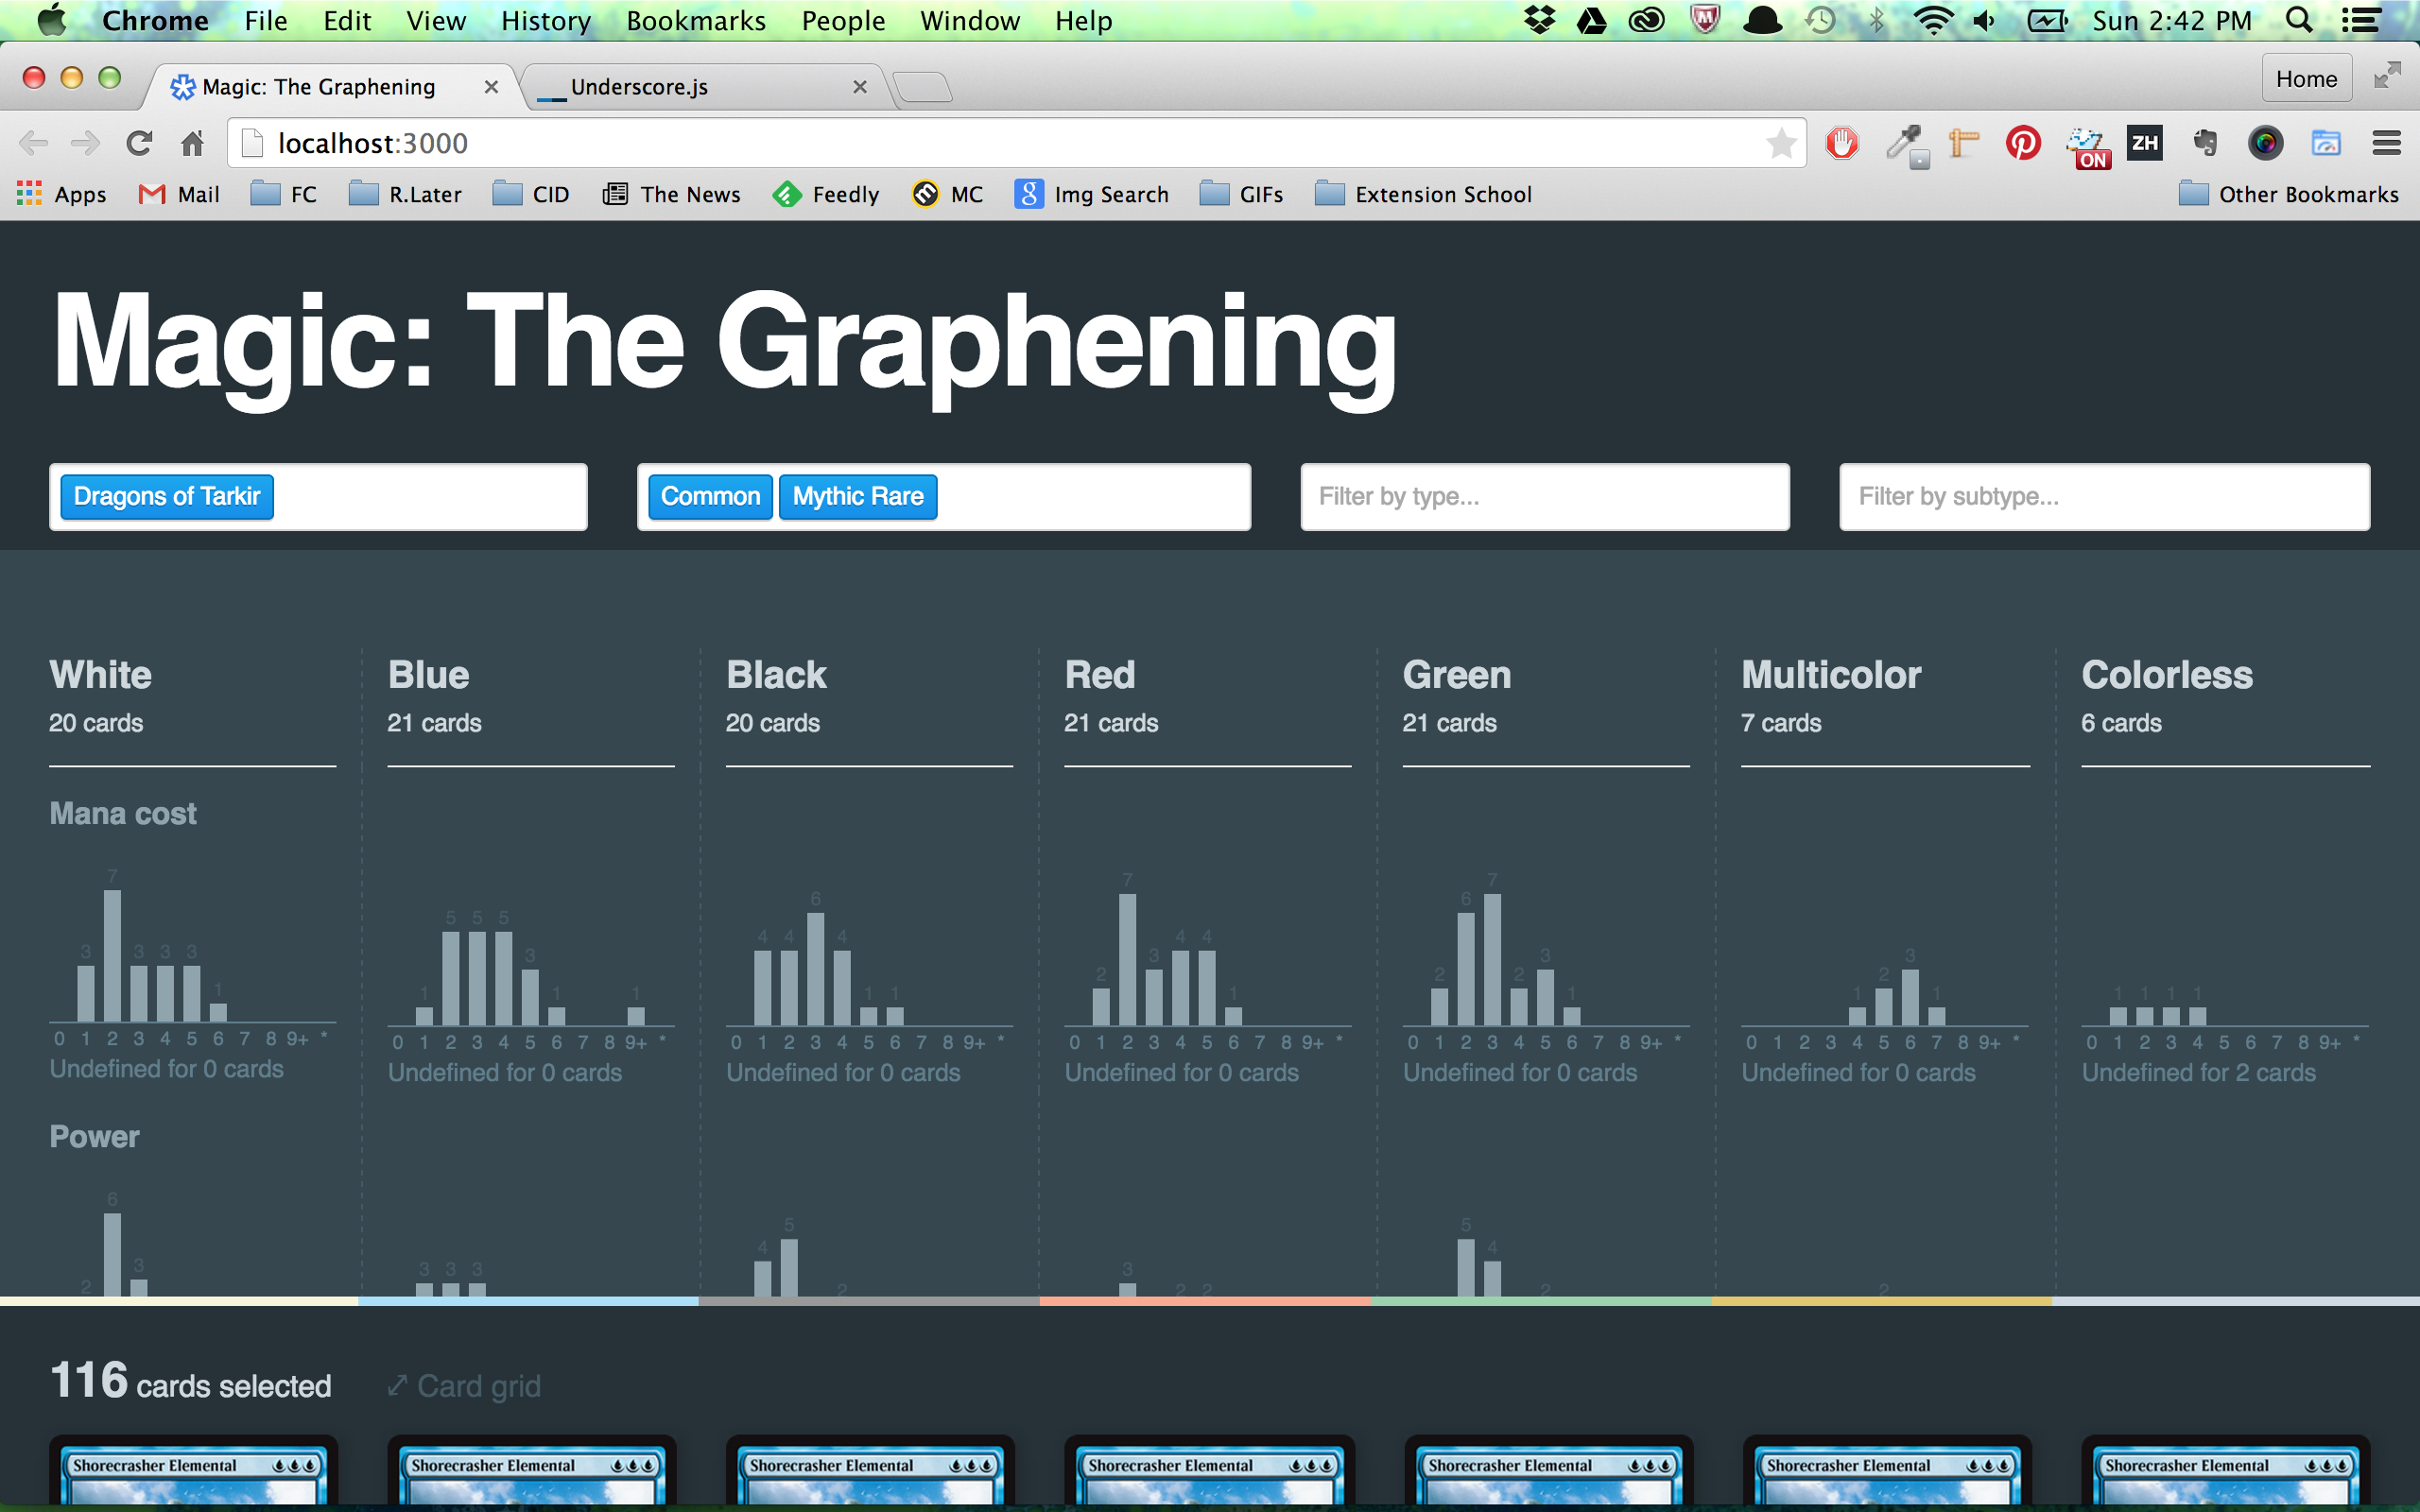 Chrome File Edit View History Bookmarks People Window Help Sun 2:42 PM
Magic: The Graphening Underscore.js Home
localhost:3000 ZH ON
Apps Mail FC R.Later CID The News Feedly MC Img Search GIFs Extension School Other Bookmarks
Magic: The Graphening
Dragons of Tarkir Common Mythic Rare Filter by type... Filter by subtype...
White Blue Black Red Green Multicolor Colorless
20 cards 21 cards 20 cards 21 cards 21 cards 7 cards 6 cards
Mana cost
3 7 3 3 3 1
0 1 2 3 4 5 6 7 8 9+ *
Undefined for 0 cards
1 5 5 5 3 1 1
0 1 2 3 4 5 6 7 8 9+ *
Undefined for 0 cards
4 4 6 4 1 1
0 1 2 3 4 5 6 7 8 9+ *
Undefined for 0 cards
2 7 3 4 4 1
0 1 2 3 4 5 6 7 8 9+ *
Undefined for 0 cards
2 6 7 2 3 1
0 1 2 3 4 5 6 7 8 9+ *
Undefined for 0 cards
1 2 3 1
0 1 2 3 4 5 6 7 8 9+ *
Undefined for 0 cards
1 1 1 1
0 1 2 3 4 5 6 7 8 9+ *
Undefined for 2 cards
Power
2 6 3
3 3 3
4 5 2
3 2 2
5 4 2
2
116 cards selected Card grid
Shorecrasher Elemental Shorecrasher Elemental Shorecrasher Elemental Shorecrasher Elemental Shorecrasher Elemental Shorecrasher Elemental Shorecrasher Elemental